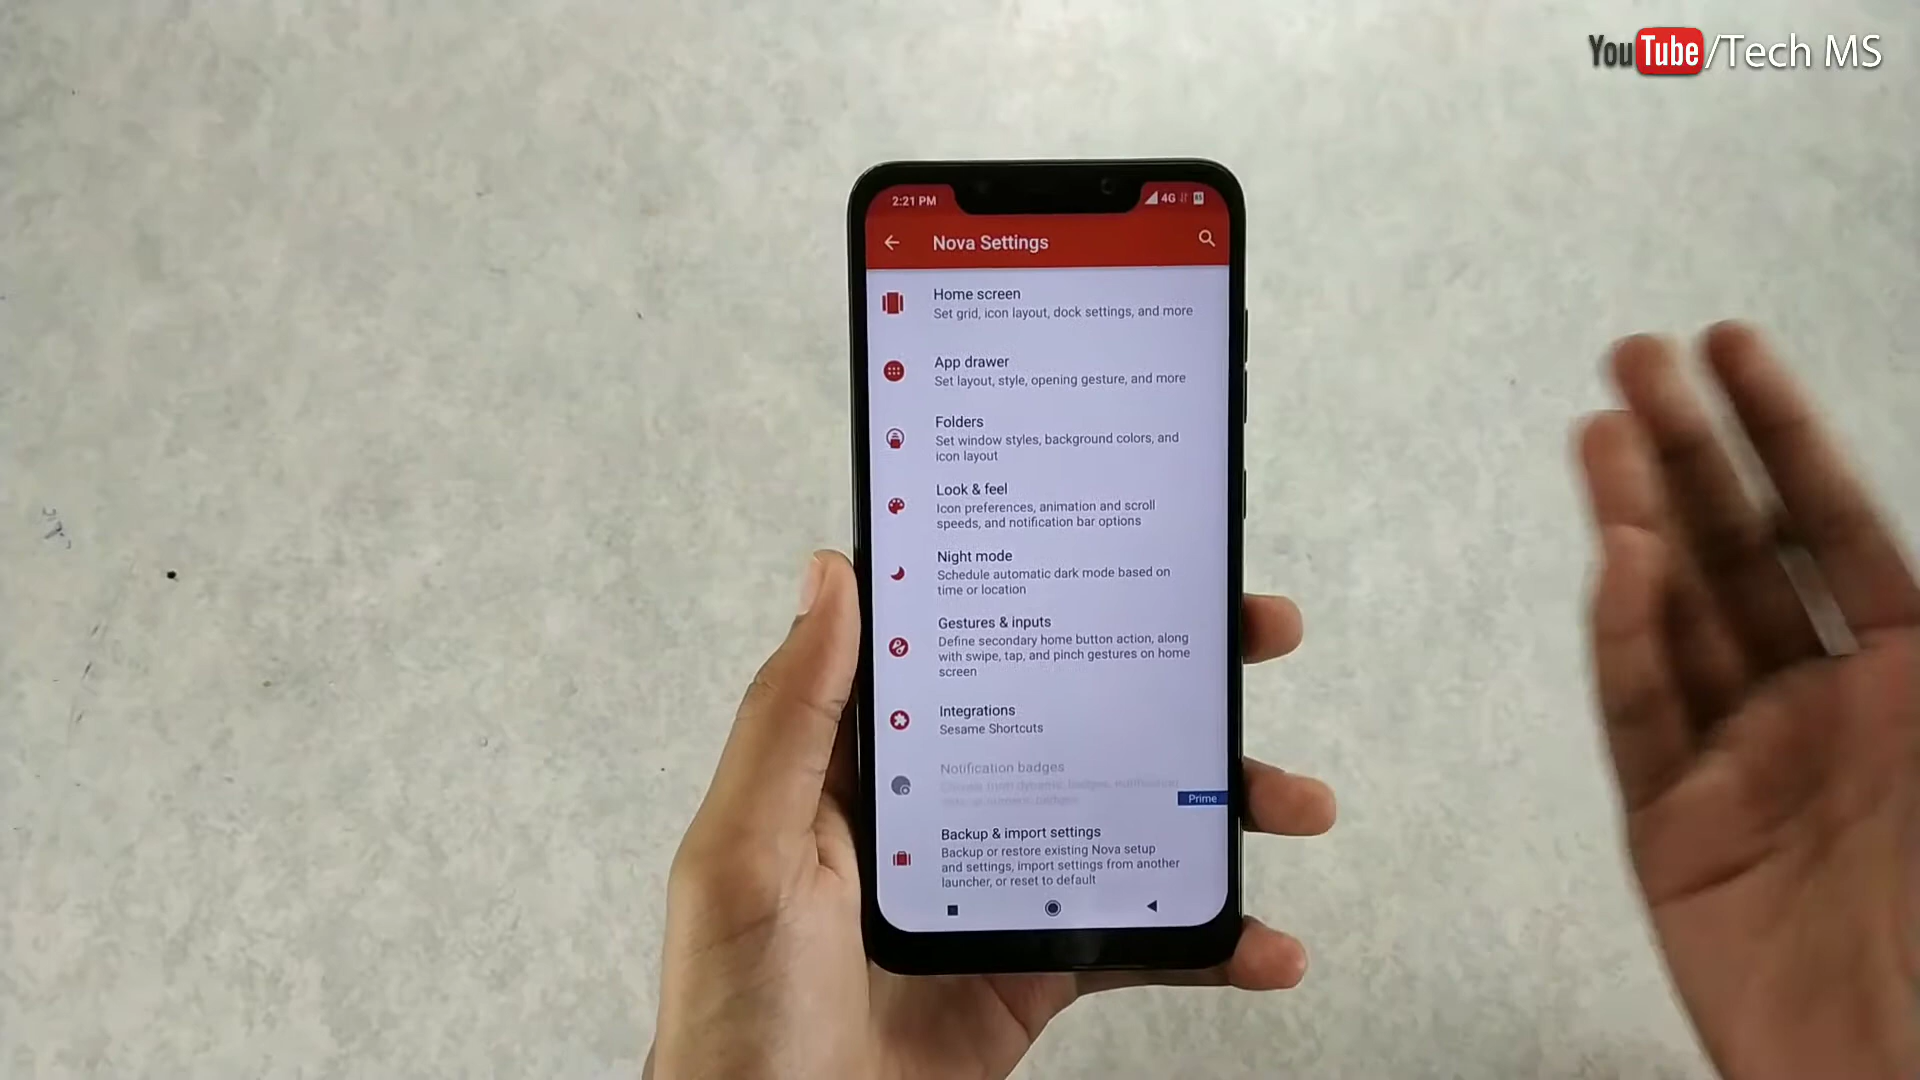 YouTube/Tech MS
2:21 PM
4G
Nova Settings
Home screen
Set grid, icon layout, dock settings, and more
App drawer
Set layout, style, opening gesture, and more
Folders
Set window styles, background colors, and
icon layout
Look & feel
Icon preferences, animation and scroll
speeds, and notification bar options
Night mode
Schedule automatic dark mode based on
time or location
Gestures & inputs
Define secondary home button action, along
with swipe, tap, and pinch gestures on home
screen
Integrations
Sesame Shortcuts
Notification badges
Prime
Backup & import settings
Backup or restore existing Nova setup
and settings, import settings from another
launcher, or reset to default